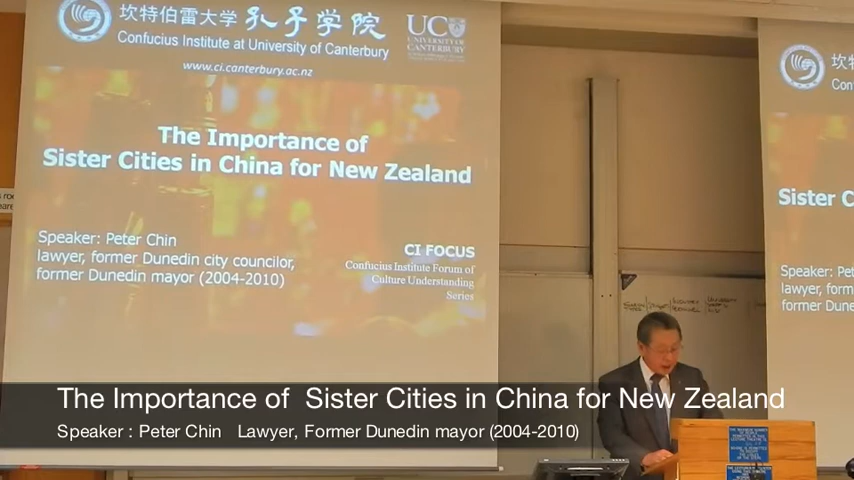 坎特伯雷大学 孔子学院
Confucius Institute at University of Canterbury
UC
UNIVERSITY OF
CANTERBURY
www.ci.canterbury.ac.nz
The Importance of
Sister Cities in China for New Zealand
Speaker: Peter Chin
lawyer, former Dunedin city councilor,
former Dunedin mayor (2004-2010)
CI FOCUS
Confucius Institute Forum of
Culture Understanding
Series
坎
Con
Sister C
Speaker: Pe
lawyer, form
former Dune
The Importance of Sister Cities in China for New Zealand
Speaker : Peter Chin Lawyer, Former Dunedin mayor (2004-2010)